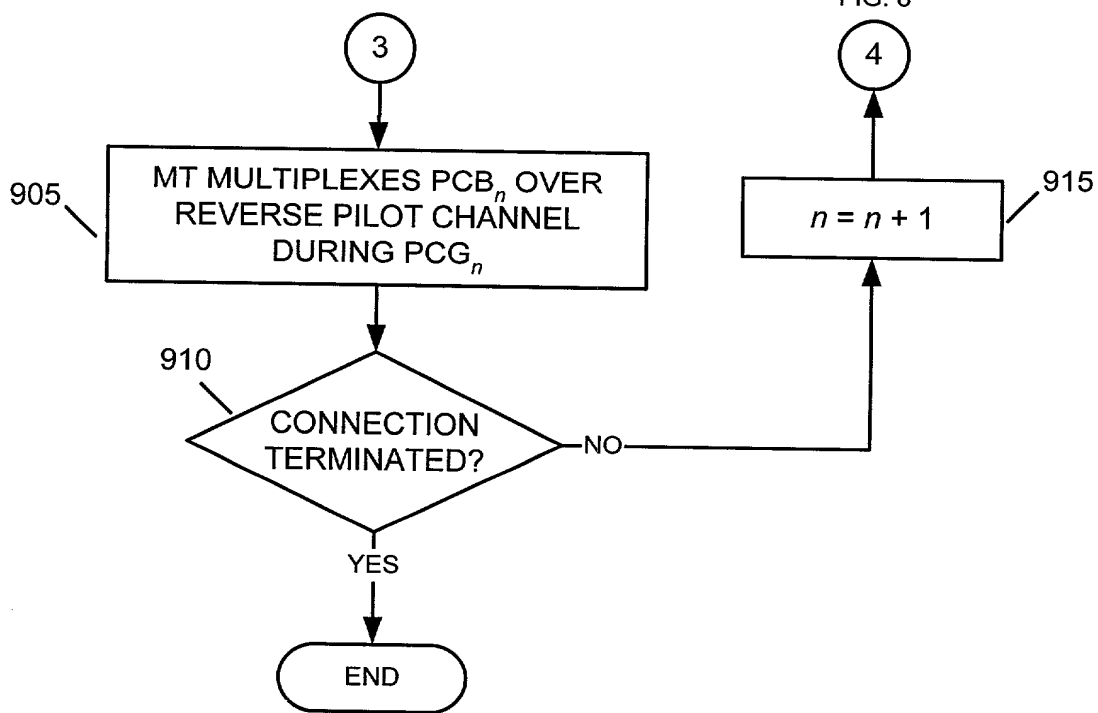 3
4
905
MT MULTIPLEXES PCBₙ OVER
REVERSE PILOT CHANNEL
DURING PCGₙ
n = n + 1
915
910
CONNECTION
TERMINATED?
NO
YES
END